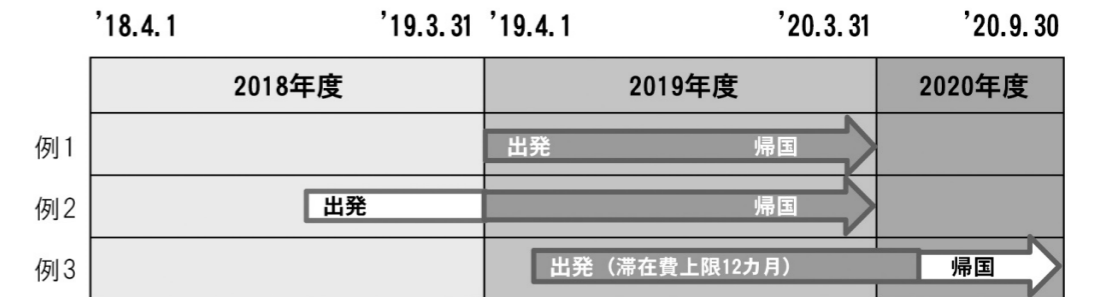 '18.4.1 '19.3.31 '19.4.1 '20.3.31 '20.9.30
2018年度 2019年度 2020年度
例1 出発 帰国
例2 出発 帰国
例3 出発（滞在費上限12カ月） 帰国